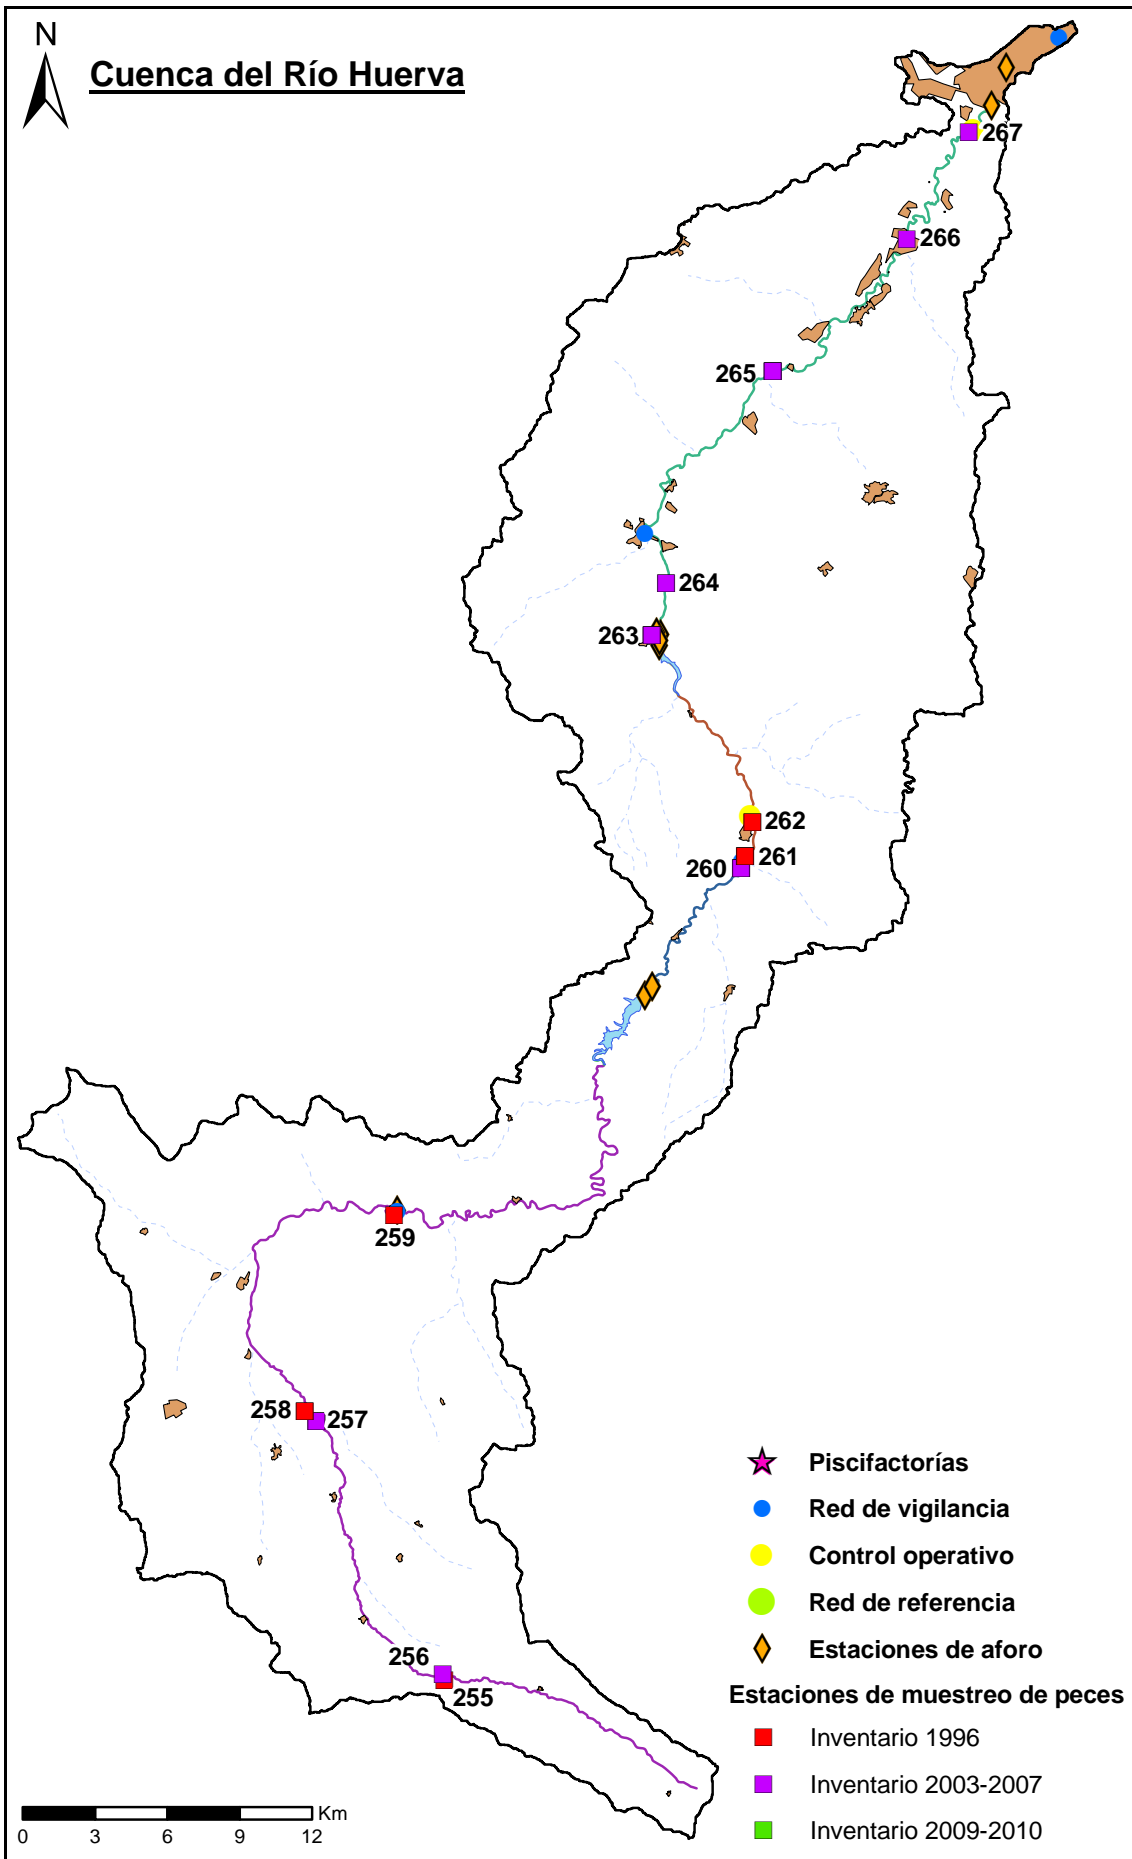 N
Cuenca del Río Huerva
267
266
265
264
263
262
261
260
259
258
257
256
255
Piscifactorías
Red de vigilancia
Control operativo
Red de referencia
Estaciones de aforo
Estaciones de muestreo de peces
Inventario 1996
Inventario 2003-2007
Inventario 2009-2010
Km
0 3 6 9 12